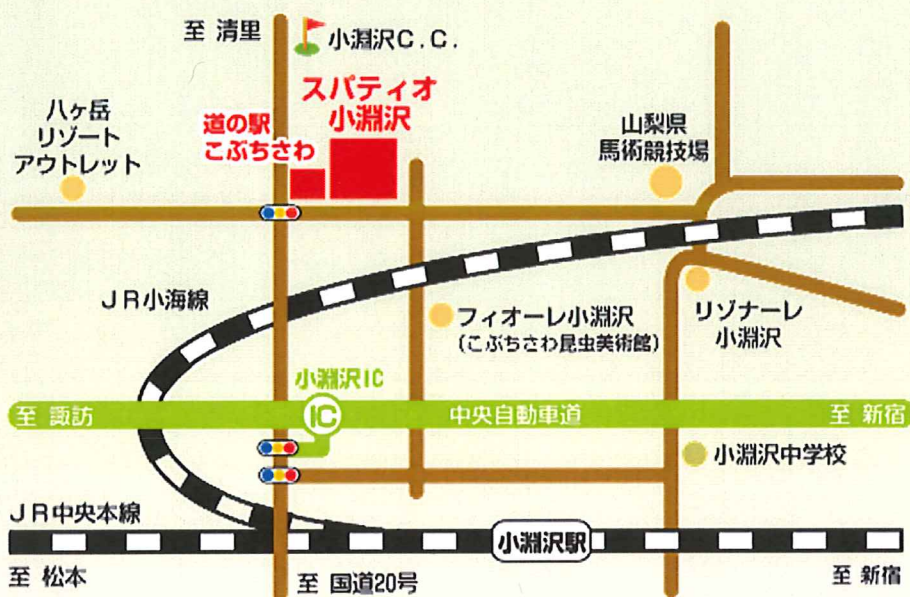 至 清里
小淵沢C.C.
スパティオ
小淵沢
道の駅
こぶちさわ
八ヶ岳
リゾート
アウトレット
山梨県
馬術競技場
JR小海線
フィオーレ小淵沢
(こぶちさわ昆虫美術館)
リゾナーレ
小淵沢
小淵沢IC
IC
至 諏訪
中央自動車道
至 新宿
小淵沢中学校
JR中央本線
小淵沢駅
至 松本
至 国道20号
至 新宿